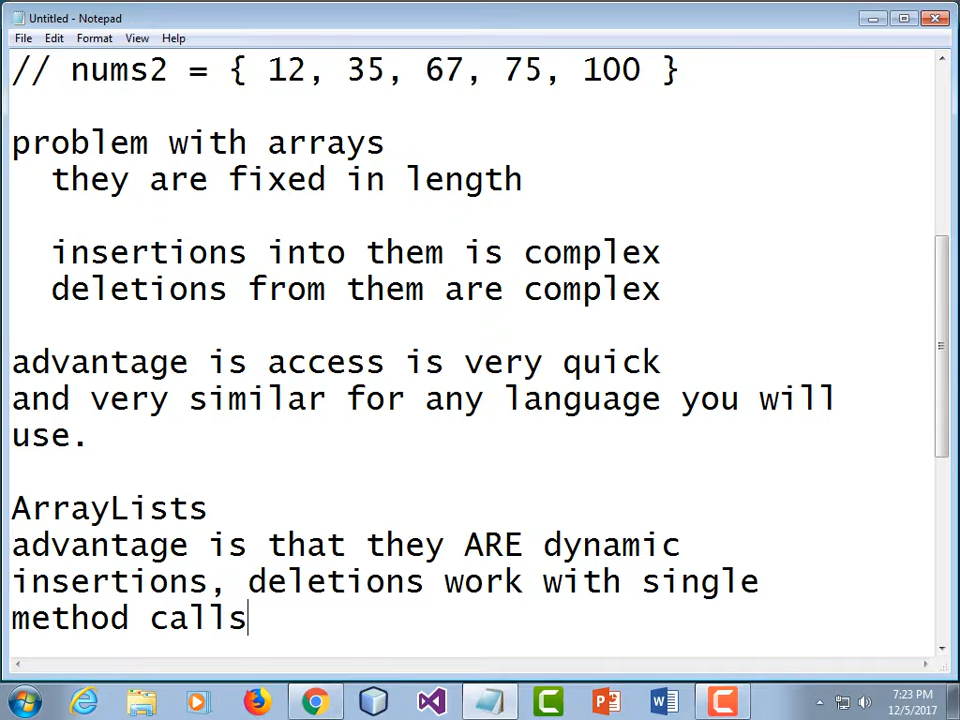 Untitled - Notepad
File Edit Format View Help
// nums2 = { 12, 35, 67, 75, 100 }
problem with arrays
they are fixed in length
insertions into them is complex
deletions from them are complex
advantage is access is very quick
and very similar for any language you will
use.
ArrayLists
advantage is that they ARE dynamic
insertions, deletions work with single
method calls
7:23 PM
12/5/2017